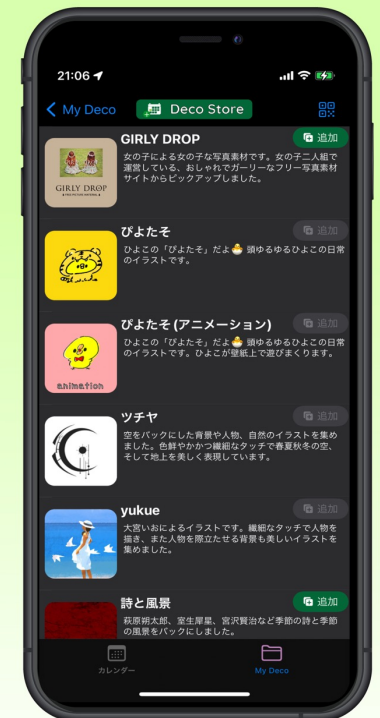 21:06
My Deco
Deco Store
GIRLY DROP
追加
女の子による女の子な写真素材です。女の子二人組で
運営している、おしゃれでガーリーなフリー写真素材
サイトからピックアップしました。
GIRLY DROP
ぴよたそ
追加
ひよこの「ぴよたそ」だよ🐣 頭ゆるゆるひよこの日常
のイラストです。
ぴよたそ(アニメーション)
追加
ひよこの「ぴよたそ」だよ🐣 頭ゆるゆるひよこの日常
のイラストです。ひよこが壁紙上で遊びまくります。
animation
ツチヤ
追加
空をバックにした背景や人物、自然のイラストを集め
ました。色鮮やかかつ繊細なタッチで春夏秋冬の空、
そして地上を美しく表現しています。
yukue
追加
大宮いおによるイラストです。繊細なタッチで人物を
描き、また人物を際立たせる背景も美しいイラストを
集めました。
詩と風景
追加
萩原朔太郎、室生犀星、宮沢賢治など季節の詩と季節
の風景をバックにしました。
カレンダー
My Deco